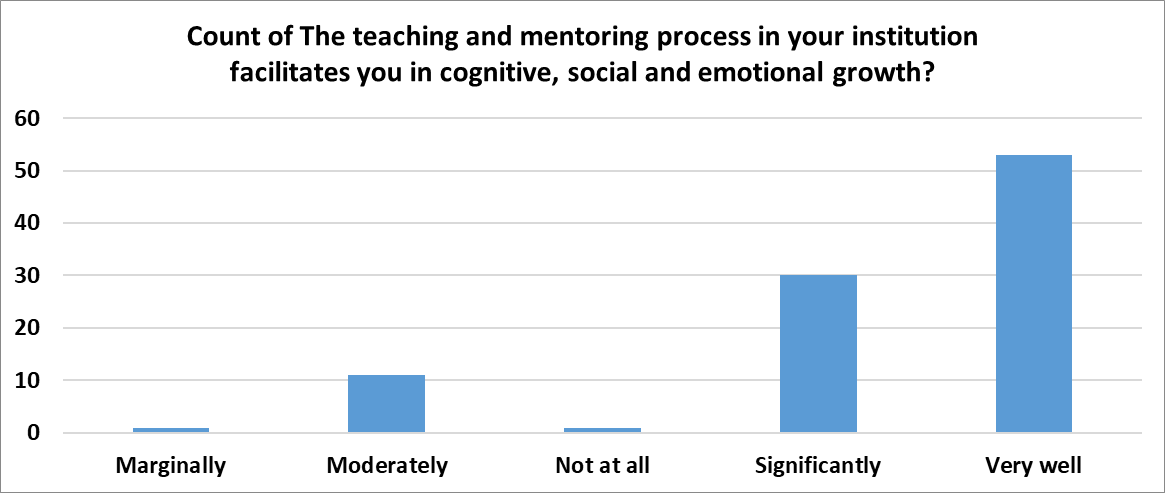 Count of The teaching and mentoring process in your institution
facilitates you in cognitive, social and emotional growth?
60
50
40
30
20
10
0
Marginally Moderately Not at all Significantly Very well